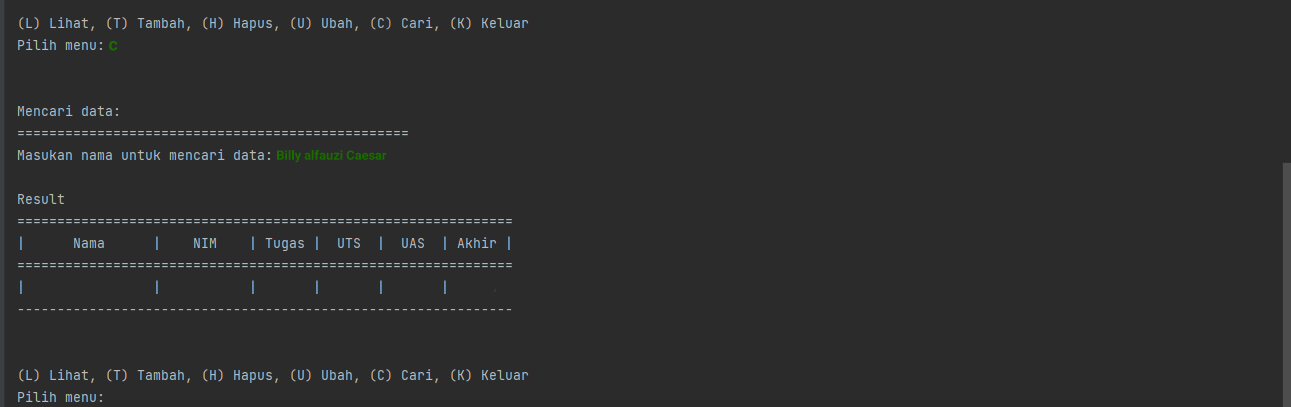 (L) Lihat, (T) Tambah, (H) Hapus, (U) Ubah, (C) Cari, (K) Keluar
Pilih menu: C
Mencari data:
=================================================
Masukan nama untuk mencari data: Billy alfauzi Caesar
Result
==============================================================
|      Nama      |    NIM    | Tugas |  UTS  |  UAS  | Akhir |
==============================================================
|                |           |       |       |       |
--------------------------------------------------------------
(L) Lihat, (T) Tambah, (H) Hapus, (U) Ubah, (C) Cari, (K) Keluar
Pilih menu: